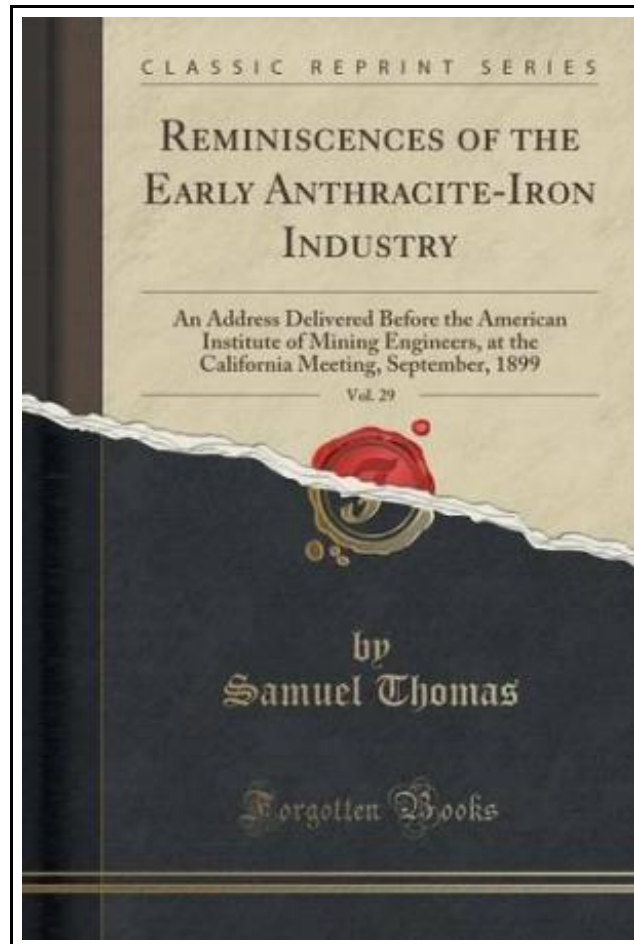 CLASSIC REPRINT SERIES
REMINISCENCES OF THE
EARLY ANTHRACITE-IRON
INDUSTRY
An Address Delivered Before the American
Institute of Mining Engineers, at the
California Meeting, September, 1899
Vol. 29
by
Samuel Thomas
Forgotten Books